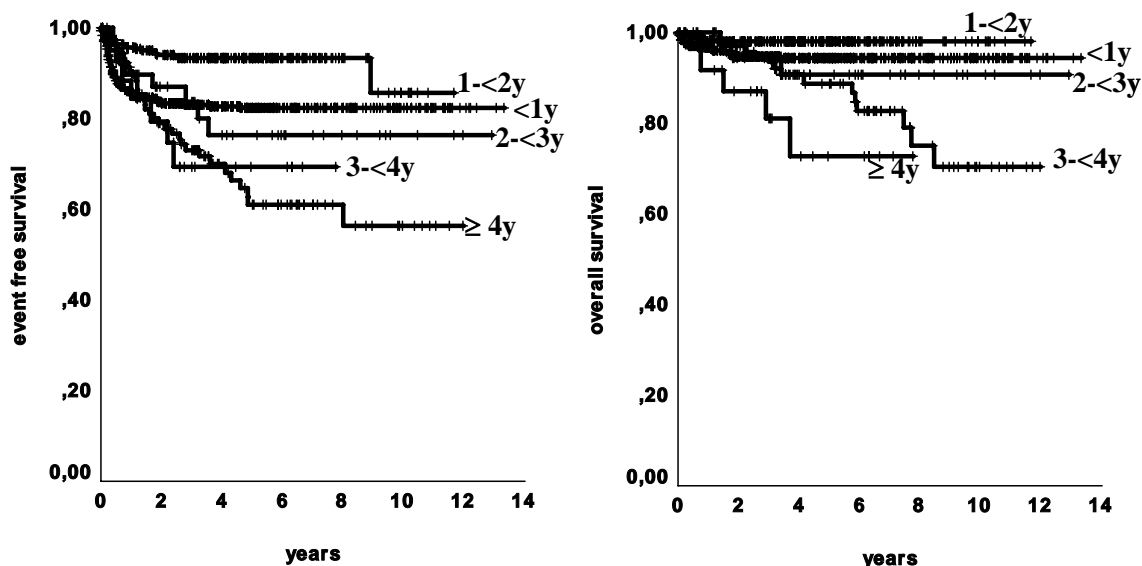 1,00
,80
,60
,40
,20
0,00
event free survival
0
2
4
6
8
10
12
14
years
1-<2y
<1y
2-<3y
3-<4y
≥ 4y
1,00
,80
,60
,40
,20
0,00
overall survival
0
2
4
6
8
10
12
14
years
1-<2y
<1y
2-<3y
≥ 4y
3-<4y